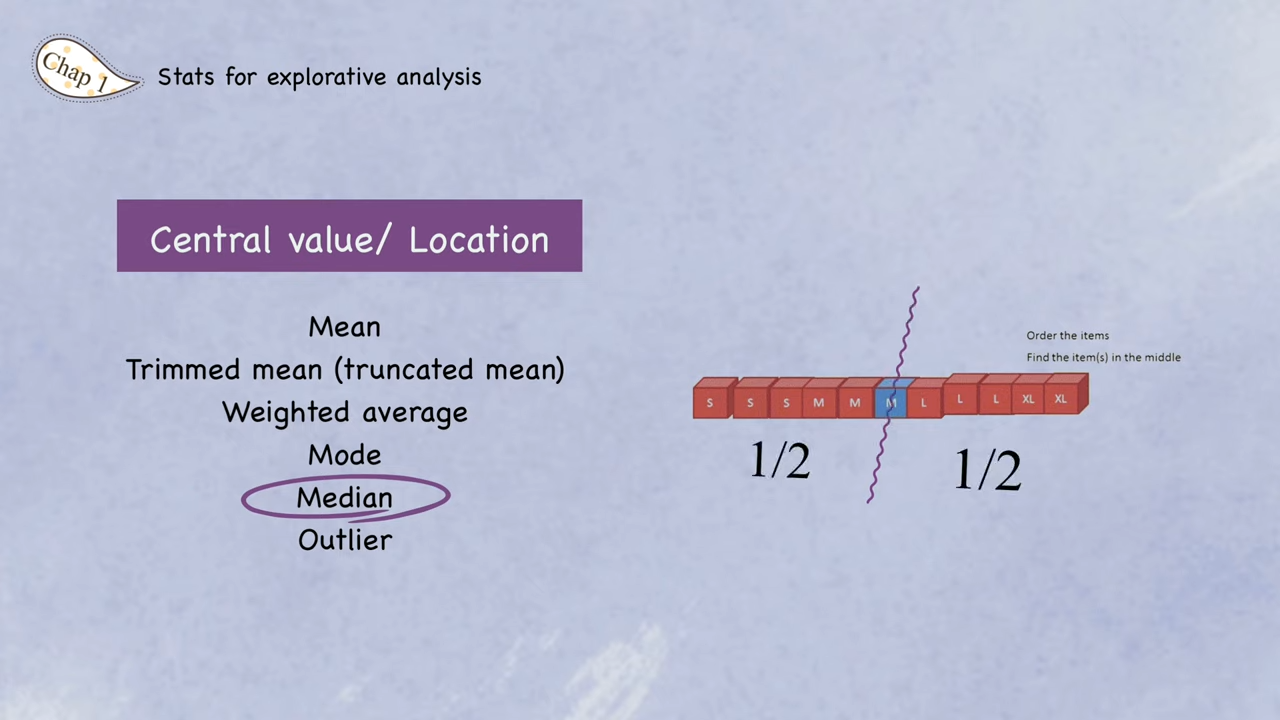 Chap 1
Stats for explorative analysis
Central value/ Location
Mean
Trimmed mean (truncated mean)
Weighted average
Mode
Median
Outlier
Order the items
Find the item(s) in the middle
S S S M M M L L L XL XL
1/2 1/2